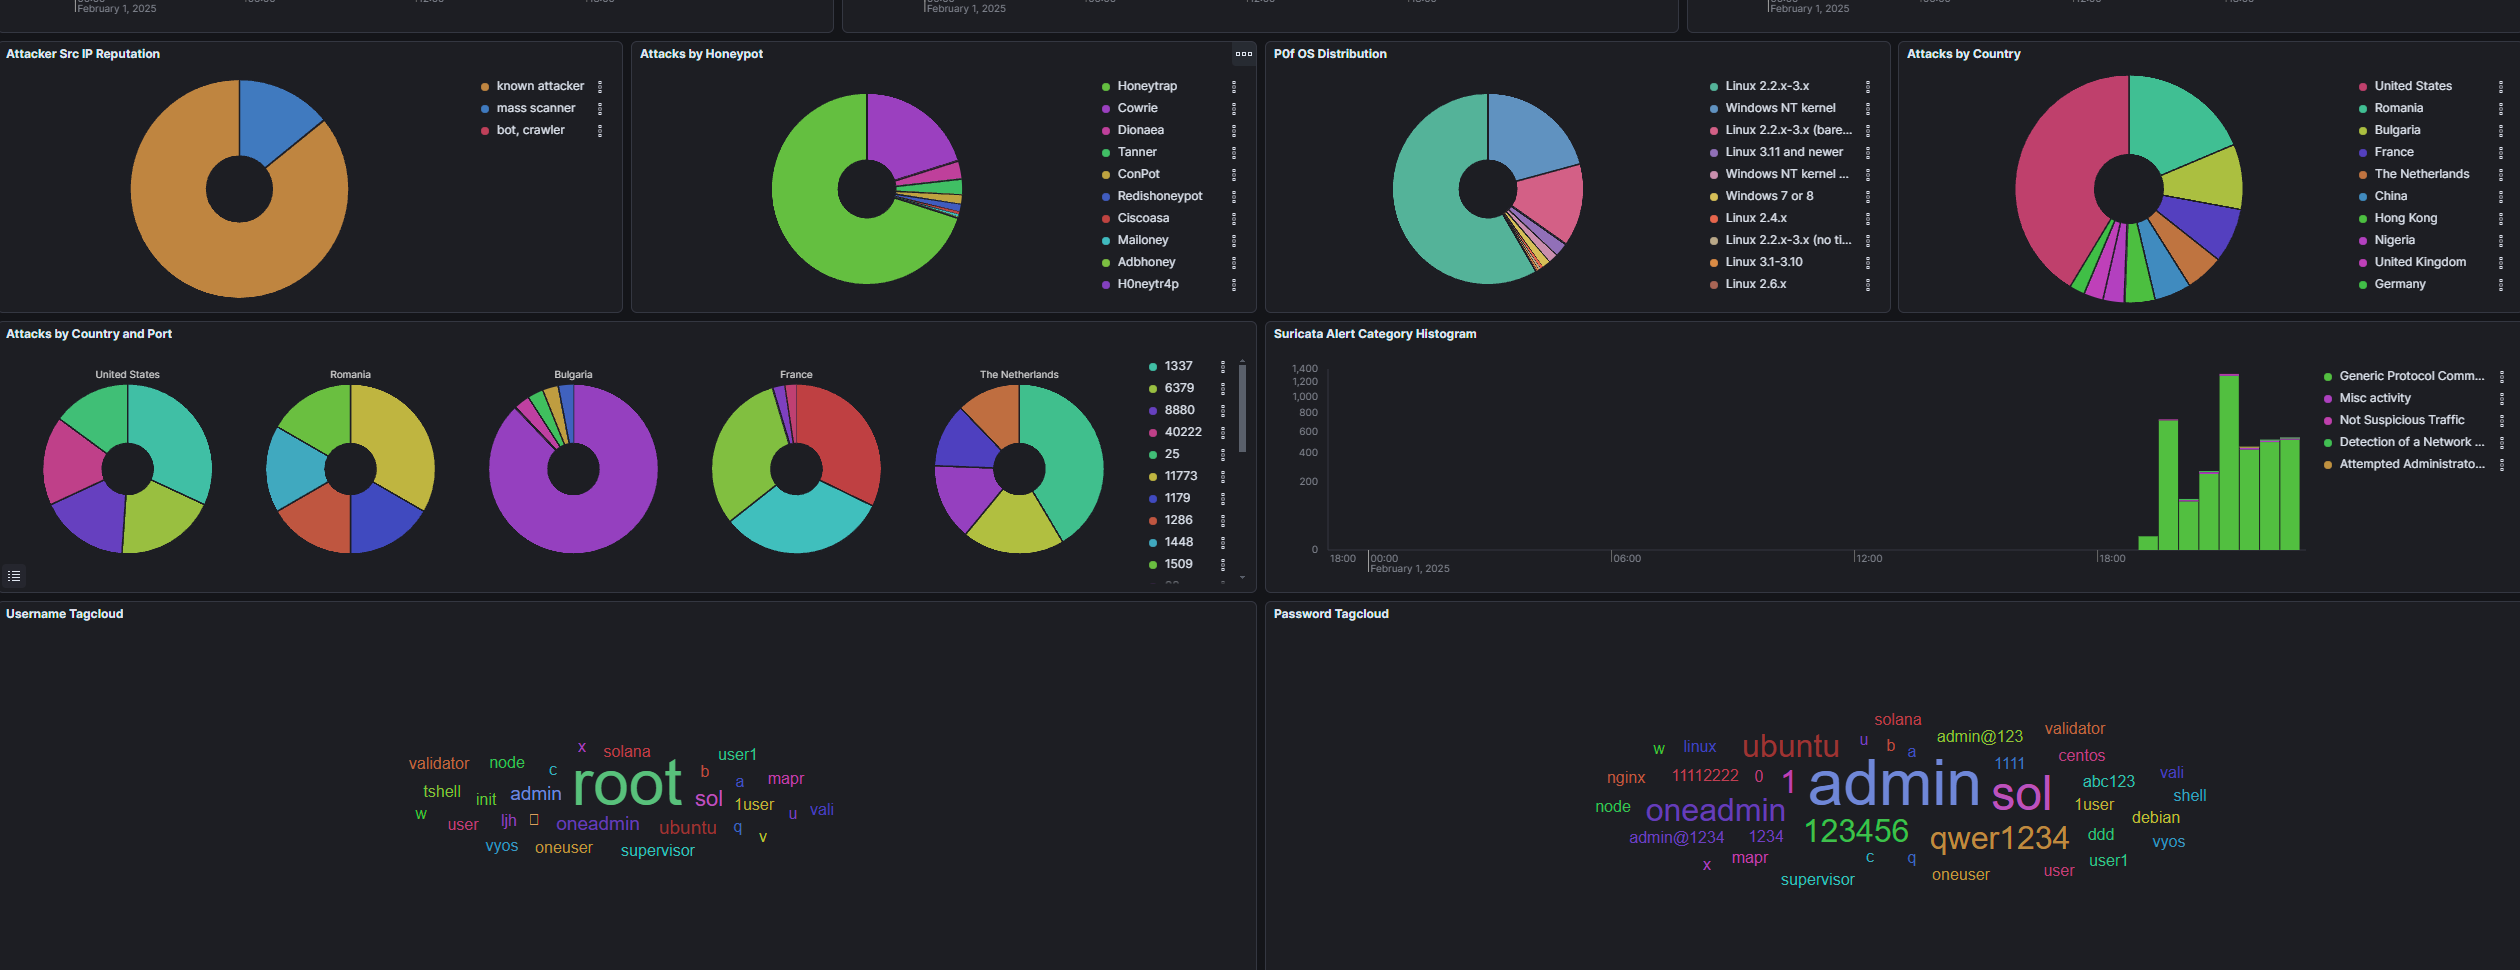 February 1, 2025
February 1, 2025
February 1, 2025
Attacker Src IP Reputation
known attacker
mass scanner
bot, crawler
Attacks by Honeypot
Honeytrap
Cowrie
Dionaea
Tanner
ConPot
Redishoneypot
Ciscoasa
Mailoney
Adbhoney
H0neytr4p
P0f OS Distribution
Linux 2.2.x-3.x
Windows NT kernel
Linux 2.2.x-3.x (bare...
Linux 3.11 and newer
Windows NT kernel ...
Windows 7 or 8
Linux 2.4.x
Linux 2.2.x-3.x (no ti...
Linux 3.1-3.10
Linux 2.6.x
Attacks by Country
United States
Romania
Bulgaria
France
The Netherlands
China
Hong Kong
Nigeria
United Kingdom
Germany
Attacks by Country and Port
United States
Romania
Bulgaria
France
The Netherlands
1337
6379
8880
40222
25
11773
1179
1286
1448
1509
Suricata Alert Category Histogram
1,400
1,200
1,000
800
600
400
200
0
18:00
00:00
06:00
12:00
18:00
February 1, 2025
Generic Protocol Comm...
Misc activity
Not Suspicious Traffic
Detection of a Network ...
Attempted Administrato...
Username Tagcloud
x
solana
user1
validator
node
c
root
b
a
mapr
tshell
init
admin
sol
1user
u
vali
w
user
ljh
oneadmin
ubuntu
q
v
vyos
oneuser
supervisor
Password Tagcloud
solana
validator
w
linux
ubuntu
u
b
a
admin@123
centos
nginx
11112222
0
1
admin
1111
sol
abc123
vali
shell
node
oneadmin
1user
debian
admin@1234
1234
123456
qwer1234
ddd
vyos
x
mapr
c
q
user1
supervisor
oneuser
user